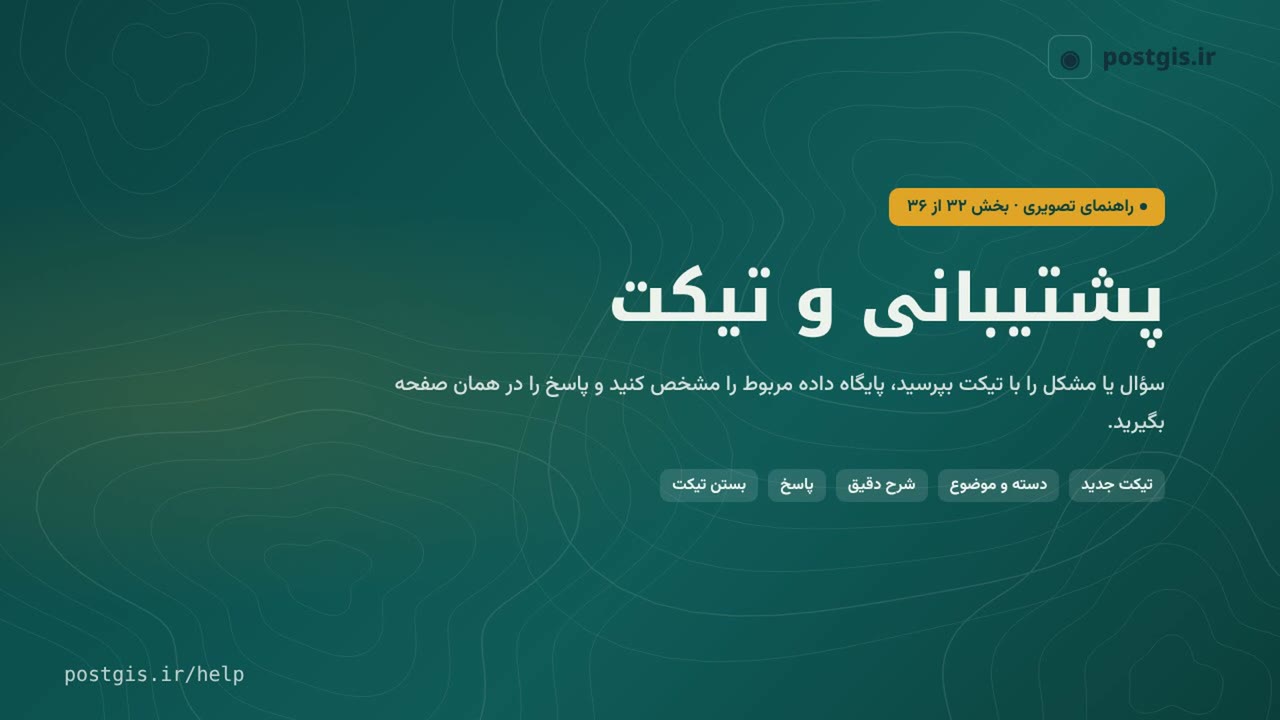 postgis.ir
راهنمای تصویری · بخش ۳۲ از ۳۶
پشتیبانی و تیکت
سؤال یا مشکل را با تیکت بپرسید، پایگاه داده مربوط را مشخص کنید و پاسخ را در همان صفحه
بگیرید.
تیکت جدید
دسته و موضوع
شرح دقیق
پاسخ
بستن تیکت
postgis.ir/help